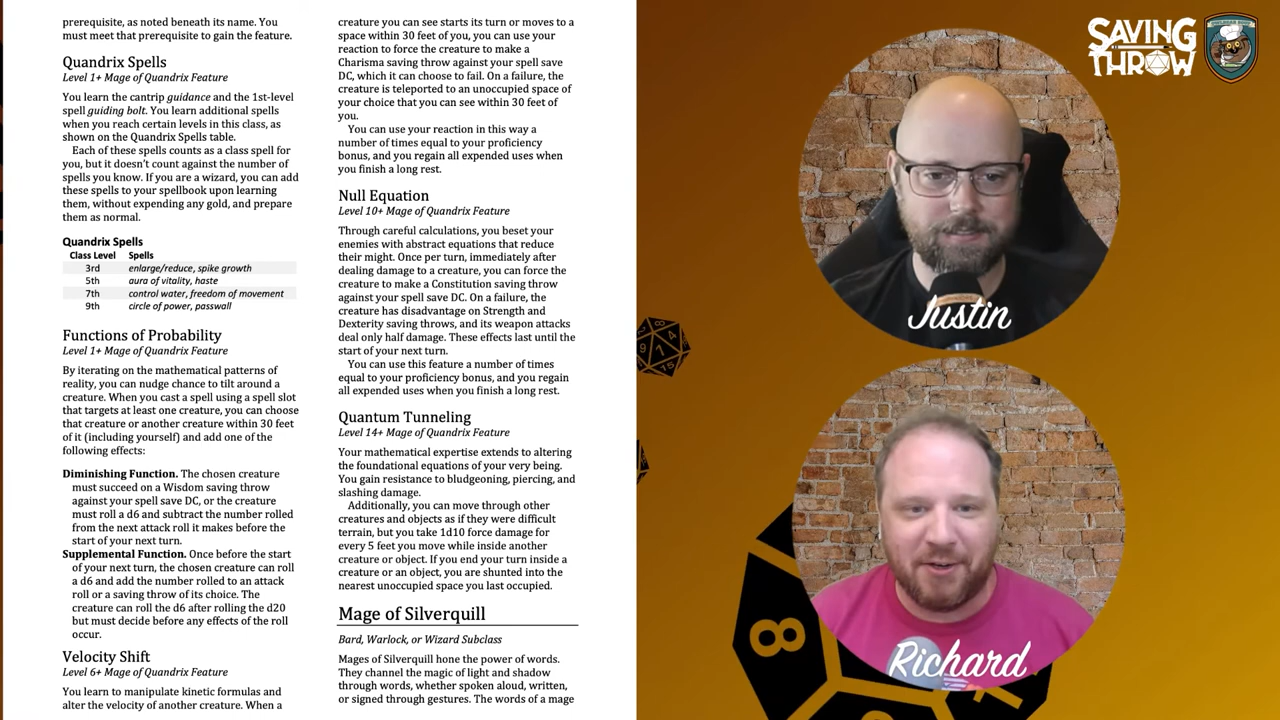 prerequisite, as noted beneath its name. You
must meet that prerequisite to gain the feature.
Quandrix Spells
Level 1+ Mage of Quandrix Feature
You learn the cantrip guidance and the 1st-level
spell guiding bolt. You learn additional spells
when you reach certain levels in this class, as
shown on the Quandrix Spells table.
Each of these spells counts as a class spell for
you, but it doesn't count against the number of
spells you know. If you are a wizard, you can add
these spells to your spellbook upon learning
them, without expending any gold, and prepare
them as normal.
Quandrix Spells
Class Level Spells
3rd enlarge/reduce, spike growth
5th aura of vitality, haste
7th control water, freedom of movement
9th circle of power, passwall
Functions of Probability
Level 1+ Mage of Quandrix Feature
By iterating on the mathematical patterns of
reality, you can nudge chance to tilt around a
creature. When you cast a spell using a spell slot
that targets at least one creature, you can choose
that creature or another creature within 30 feet
of it (including yourself) and add one of the
following effects:
Diminishing Function. The chosen creature
must succeed on a Wisdom saving throw
against your spell save DC, or the creature
must roll a d6 and subtract the number rolled
from the next attack roll it makes before the
start of your next turn.
Supplemental Function. Once before the start
of your next turn, the chosen creature can roll
a d6 and add the number rolled to an attack
roll or a saving throw of its choice. The
creature can roll the d6 after rolling the d20
but must decide before any effects of the roll
occur.
Velocity Shift
Level 6+ Mage of Quandrix Feature
You learn to manipulate kinetic formulas and
alter the velocity of another creature. When a
creature you can see starts its turn or moves to a
space within 30 feet of you, you can use your
reaction to force the creature to make a
Charisma saving throw against your spell save
DC, which it can choose to fail. On a failure, the
creature is teleported to an unoccupied space of
your choice that you can see within 30 feet of
you.
You can use your reaction in this way a
number of times equal to your proficiency
bonus, and you regain all expended uses when
you finish a long rest.
Null Equation
Level 10+ Mage of Quandrix Feature
Through careful calculations, you beset your
enemies with abstract equations that reduce
their might. Once per turn, immediately after
dealing damage to a creature, you can force the
creature to make a Constitution saving throw
against your spell save DC. On a failure, the
creature has disadvantage on Strength and
Dexterity saving throws, and its weapon attacks
deal only half damage. These effects last until the
start of your next turn.
You can use this feature a number of times
equal to your proficiency bonus, and you regain
all expended uses when you finish a long rest.
Quantum Tunneling
Level 14+ Mage of Quandrix Feature
Your mathematical expertise extends to altering
the foundational equations of your very being.
You gain resistance to bludgeoning, piercing, and
slashing damage.
Additionally, you can move through other
creatures and objects as if they were difficult
terrain, but you take 1d10 force damage for
every 5 feet you move while inside another
creature or object. If you end your turn inside a
creature or an object, you are shunted into the
nearest unoccupied space you last occupied.
Mage of Silverquill
Bard, Warlock, or Wizard Subclass
Mages of Silverquill hone the power of words.
They channel the magic of light and shadow
through words, whether spoken aloud, written,
or signed through gestures. The words of a mage
SAVING
THROW
Justin
Richard
8